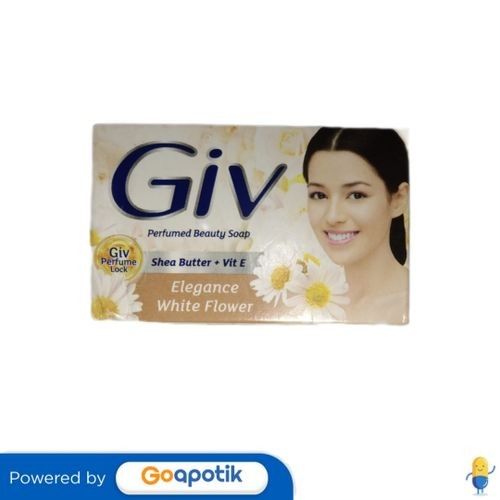 Giv
Perfumed Beauty Soap
Giv
Perfume
Lock
Shea Butter + Vit E
Elegance
White Flower
Powered by
Goapotik